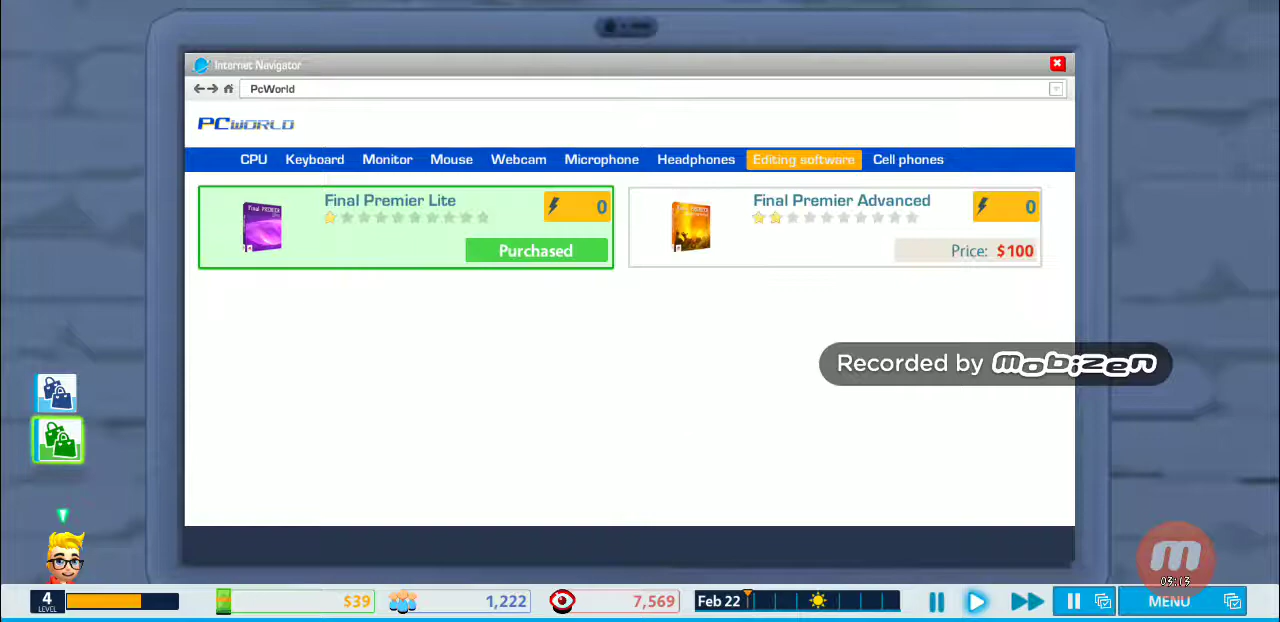 Internet Navigator
PcWorld
PCWORLD
CPU Keyboard Monitor Mouse Webcam Microphone Headphones Editing software Cell phones
Final Premier Lite
0
Purchased
Final Premier Advanced
0
Price: $100
Recorded by mobizen
03:13
4
LEVEL
$39
1,222
7,569
Feb 22
MENU